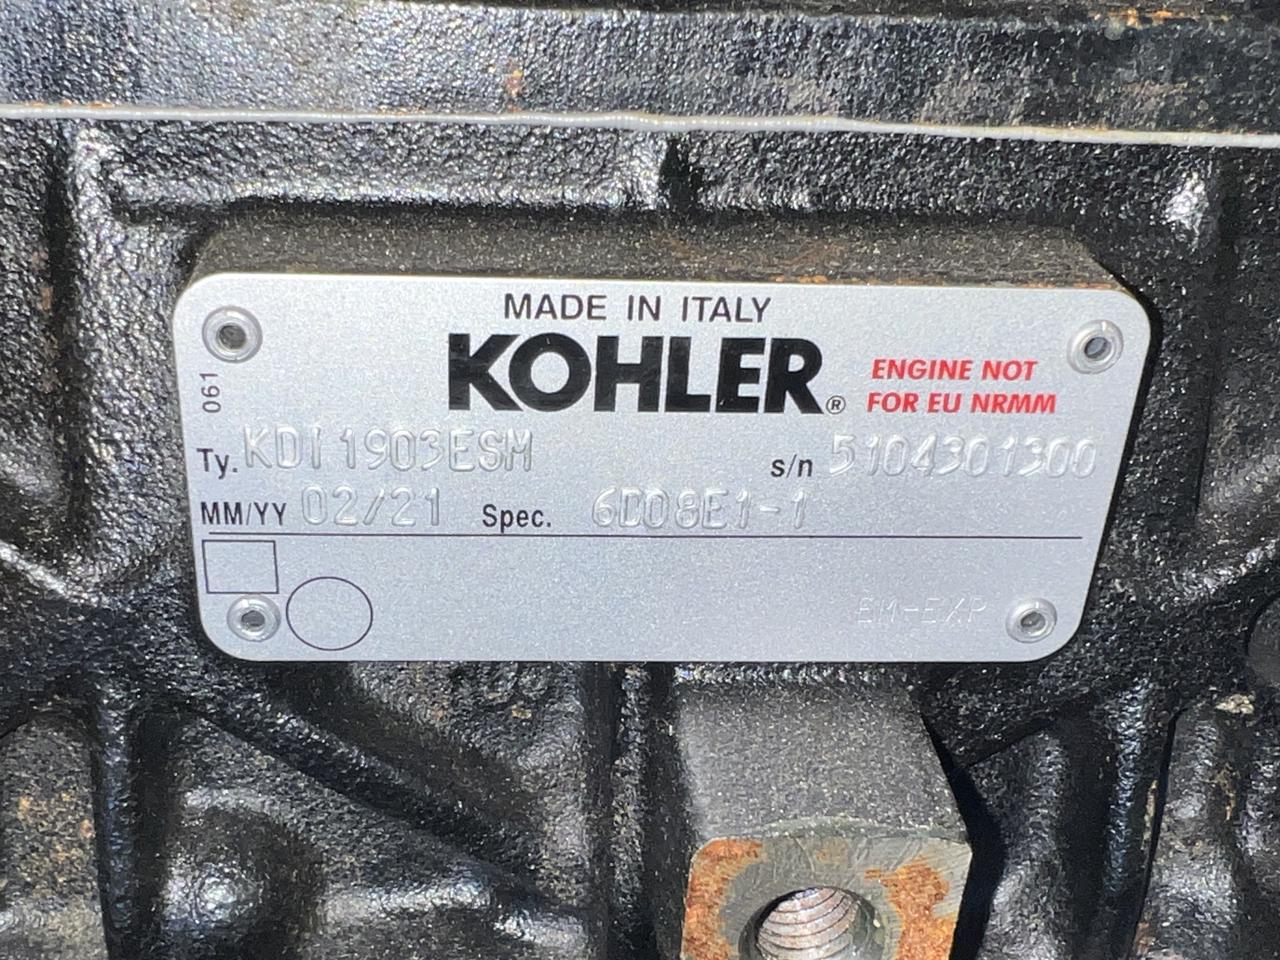 MADE IN ITALY
KOHLER®
ENGINE NOT
FOR EU NRMM
061
Ty. KDI 1903ESM s/n 5104301300
MM/YY 02/21 Spec. 6D08E1-1
EM-EXP